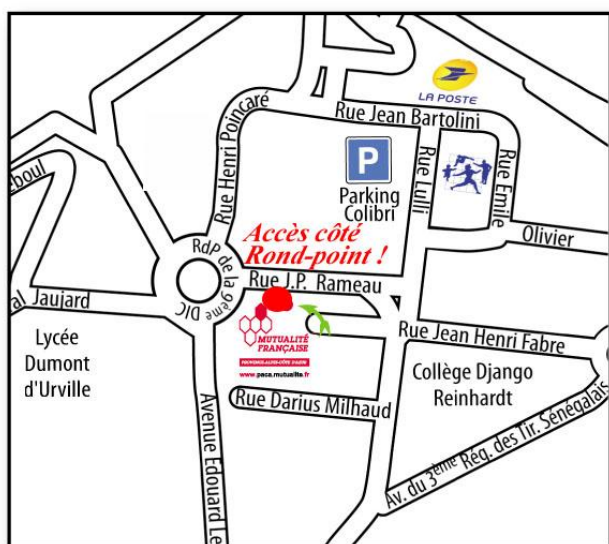 LA POSTE
Rue Jean Bartolini
Rue Henri Poincaré
P
Parking
Colibri
Rue Lulli
Rue Emile
Olivier
eboul
Accès côté
Rond-point !
RdP de la 9ème DIC
Rue J.P. Rameau
al Jaujard
MUTUALITÉ
FRANÇAISE
PROVENCE-ALPES-CÔTE D'AZUR
www.paca.mutualite.fr
Rue Jean Henri Fabre
Lycée
Dumont
d'Urville
Collège Django
Reinhardt
Rue Darius Milhaud
Avenue Edouard Le
Av. du 3ème Rég. des Tir. Sénégalais